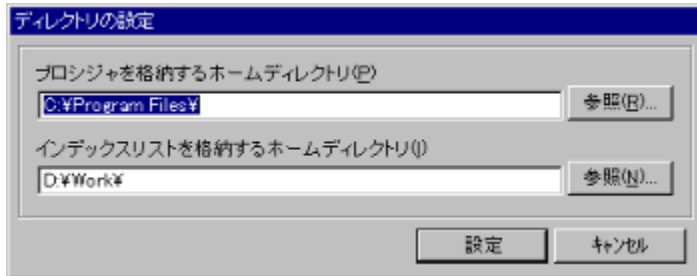 ディレクトリの設定
プロシジャを格納するホームディレクトリ(P)
C:¥Program Files¥
参照(R)...
インデックスリストを格納するホームディレクトリ(I)
D:¥Work¥
参照(N)...
設定
キャンセル